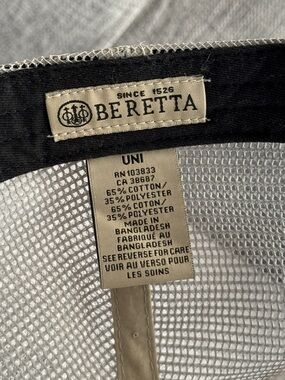 SINCE 1526
BERETTA
UNI
RN 103833
CA 38687
65% COTTON/
35% POLYESTER
65% COTON/
35% POLYESTER
MADE IN
BANGLADESH
FABRIQUÉ AU
BANGLADESH
SEE REVERSE FOR CARE
VOIR AU VERSO POUR
LES SOINS